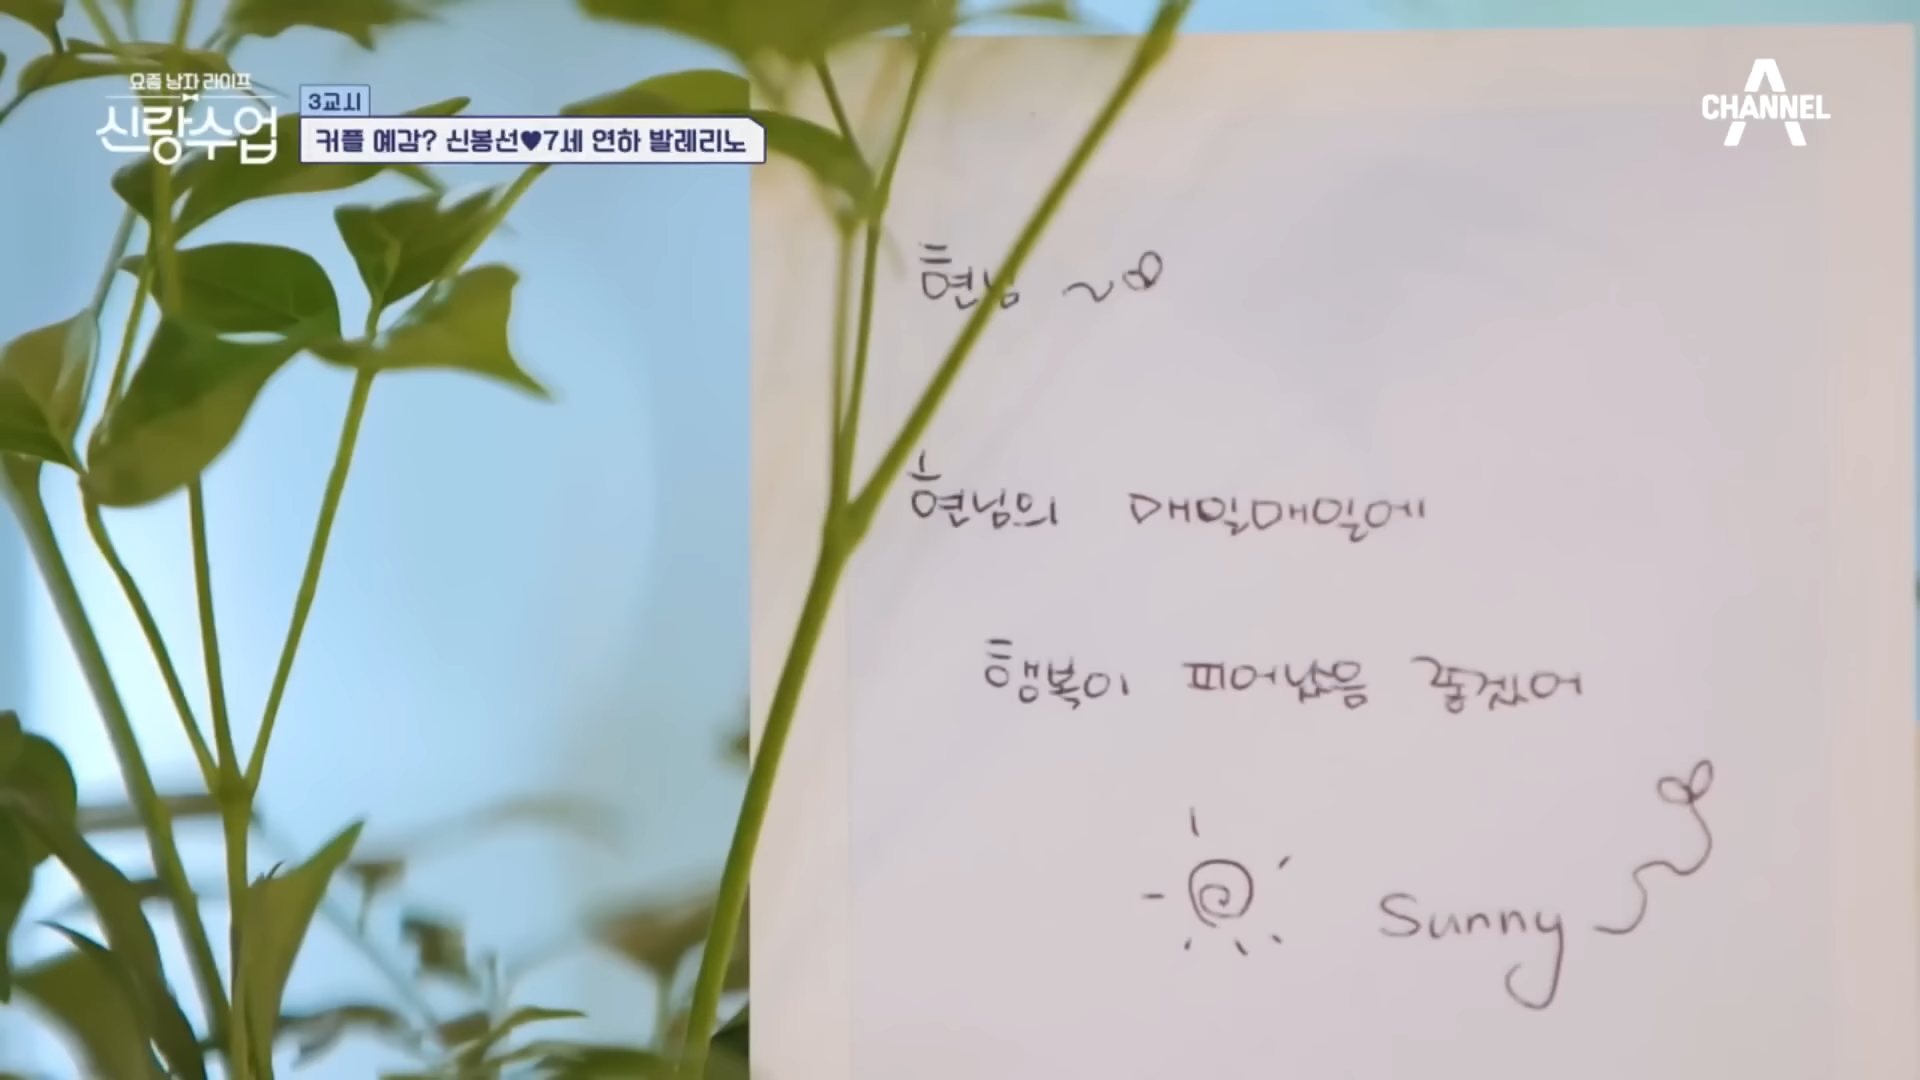 요즘 남자 라이프
신랑수업
3교시
커플 예감? 신봉선♥7세 연하 발레리노
CHANNEL A
현님 ~
현님의 매일매일에
행복이 피어났음 좋겠어
Sunny